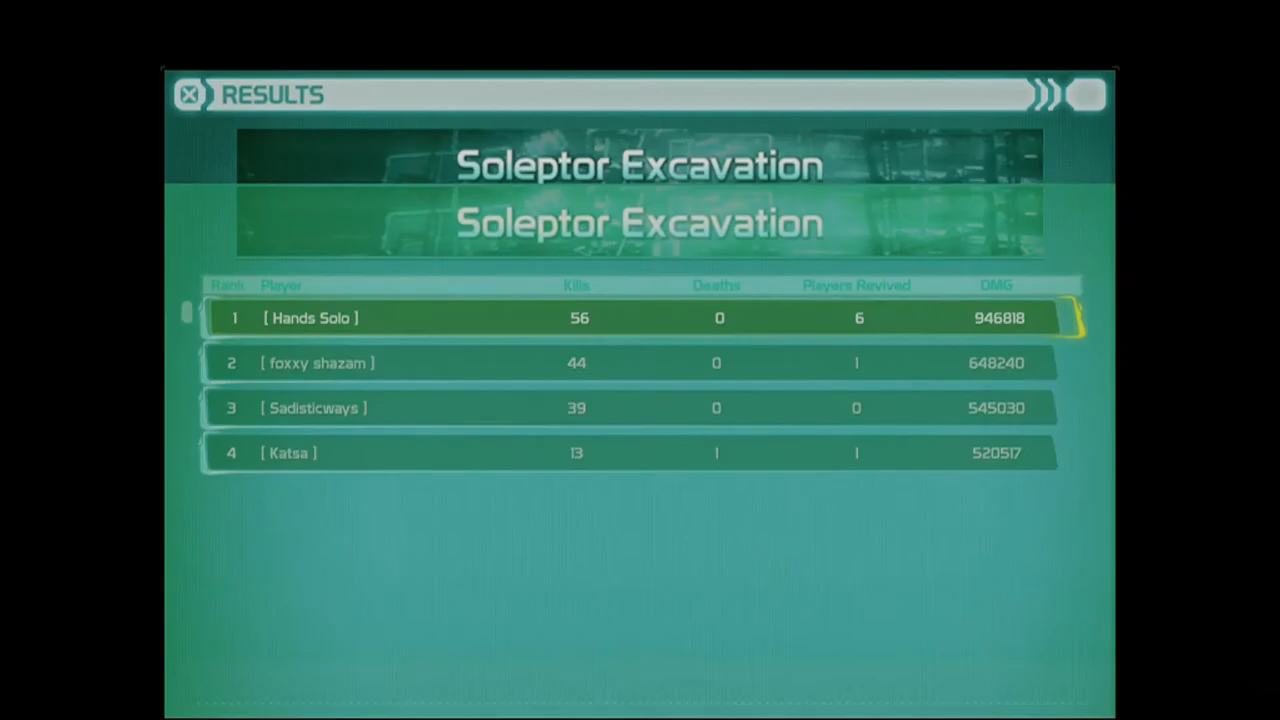 RESULTS
Soleptor Excavation
Soleptor Excavation
Rank Player Kills Deaths Players Revived DMG
1 [ Hands Solo ] 56 0 6 946818
2 [ foxxy shazam ] 44 0 1 648240
3 [ Sadisticways ] 39 0 0 545030
4 [ Katsa ] 13 1 1 520517